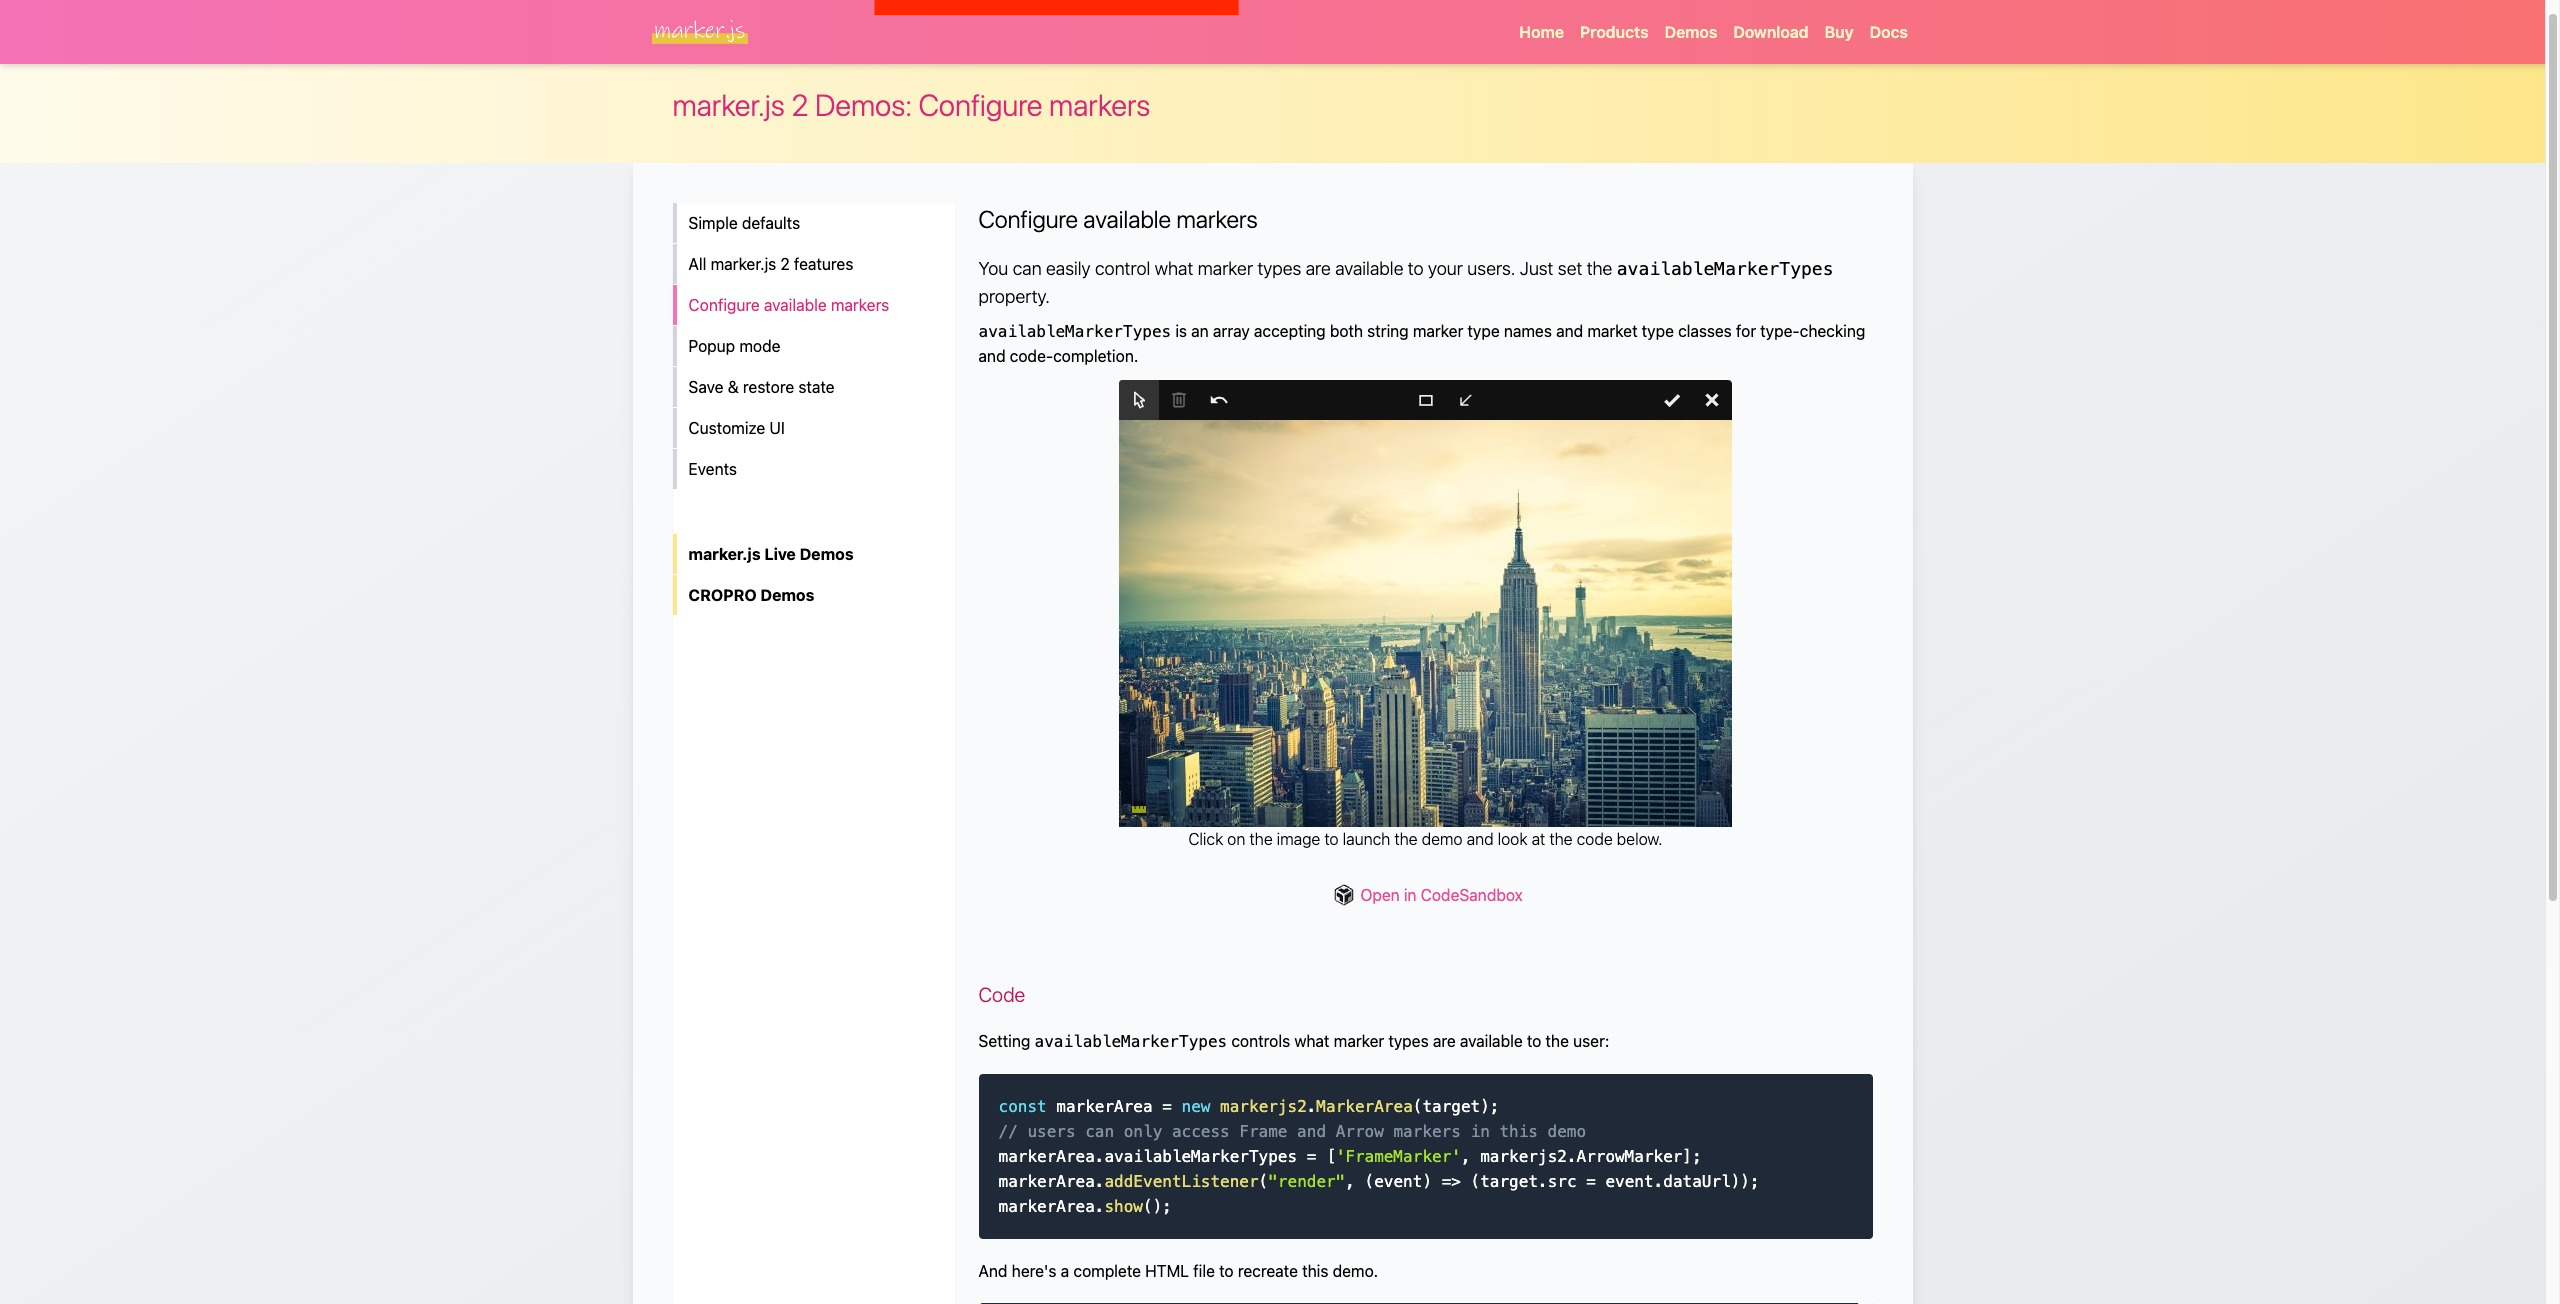 marker.js
Home Products Demos Download Buy Docs
marker.js 2 Demos: Configure markers
Simple defaults
All marker.js 2 features
Configure available markers
Popup mode
Save & restore state
Customize UI
Events
marker.js Live Demos
CROPRO Demos
Configure available markers
You can easily control what marker types are available to your users. Just set the availableMarkerTypes
property.
availableMarkerTypes is an array accepting both string marker type names and market type classes for type-checking
and code-completion.
Click on the image to launch the demo and look at the code below.
Open in CodeSandbox
Code
Setting availableMarkerTypes controls what marker types are available to the user:
const markerArea = new markerjs2.MarkerArea(target);
// users can only access Frame and Arrow markers in this demo
markerArea.availableMarkerTypes = ['FrameMarker', markerjs2.ArrowMarker];
markerArea.addEventListener("render", (event) => (target.src = event.dataUrl));
markerArea.show();
And here's a complete HTML file to recreate this demo.